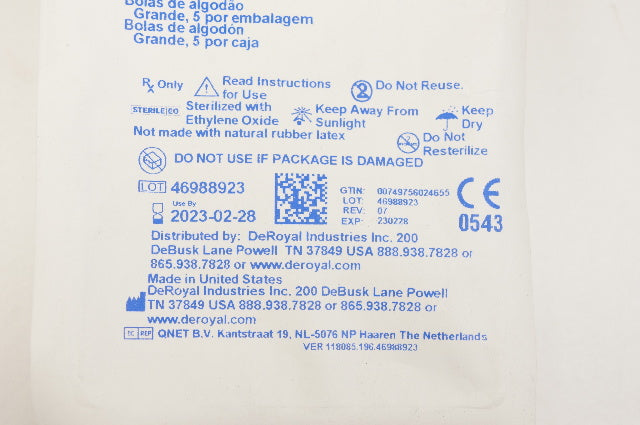 Bolas de algodão
Grande, 5 por embalagem
Bolas de algodón
Grande, 5 por caja
Rx Only
Read Instructions
for Use
Do Not Reuse.
STERILE EO
Sterilized with
Ethylene Oxide
Keep Away From
Sunlight
Keep
Dry
Not made with natural rubber latex
Do Not
Resterilize
DO NOT USE IF PACKAGE IS DAMAGED
LOT 46988923
Use By
2023-02-28
GTIN: 00749756024655
LOT: 46988923
REV: 07
EXP: 230228
CE
0543
Distributed by: DeRoyal Industries Inc. 200
DeBusk Lane Powell TN 37849 USA 888.938.7828 or
865.938.7828 or www.deroyal.com
Made in United States
DeRoyal Industries Inc. 200 DeBusk Lane Powell
TN 37849 USA 888.938.7828 or 865.938.7828 or
www.deroyal.com
EC REP QNET B.V. Kantstraat 19, NL-5076 NP Haaren The Netherlands
VER 118085.196.46988923